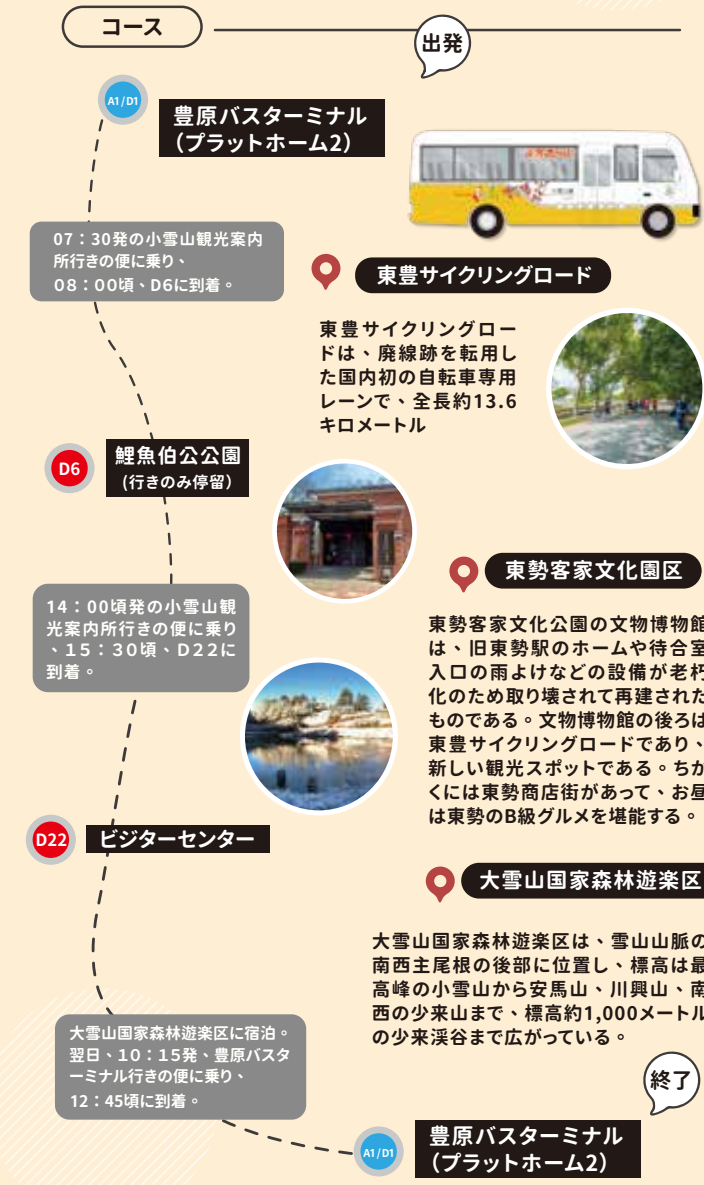 コース
出発
A1/D1
豊原バスターミナル
（プラットホーム2）
07：30発の小雪山観光案内
所行きの便に乗り、
08：00頃、D6に到着。
東豊サイクリングロード
東豊サイクリングロー
ドは、廃線跡を転用し
た国内初の自転車専用
レーンで、全長約13.6
キロメートル
D6
鯉魚伯公公園
(行きのみ停留）
東勢客家文化園区
東勢客家文化公園の文物博物館
は、旧東勢駅のホームや待合室
入口の雨よけなどの設備が老朽
化のため取り壊されて再建された
ものである。文物博物館の後ろは
東豊サイクリングロードであり、
新しい観光スポットである。ちか
くには東勢商店街があって、お昼
は東勢のB級グルメを堪能する。
14：00頃発の小雪山観
光案内所行きの便に乗り
、15：30頃、D22に
到着。
D22
ビジターセンター
大雪山国家森林遊楽区
大雪山国家森林遊楽区は、雪山山脈の
南西主尾根の後部に位置し、標高は最
高峰の小雪山から安馬山、川興山、南
西の少来山まで、標高約1,000メートル
の少来渓谷まで広がっている。
大雪山国家森林遊楽区に宿泊。
翌日、10：15発、豊原バスタ
ーミナル行きの便に乗り、
12：45頃に到着。
終了
A1/D1
豊原バスターミナル
（プラットホーム2）